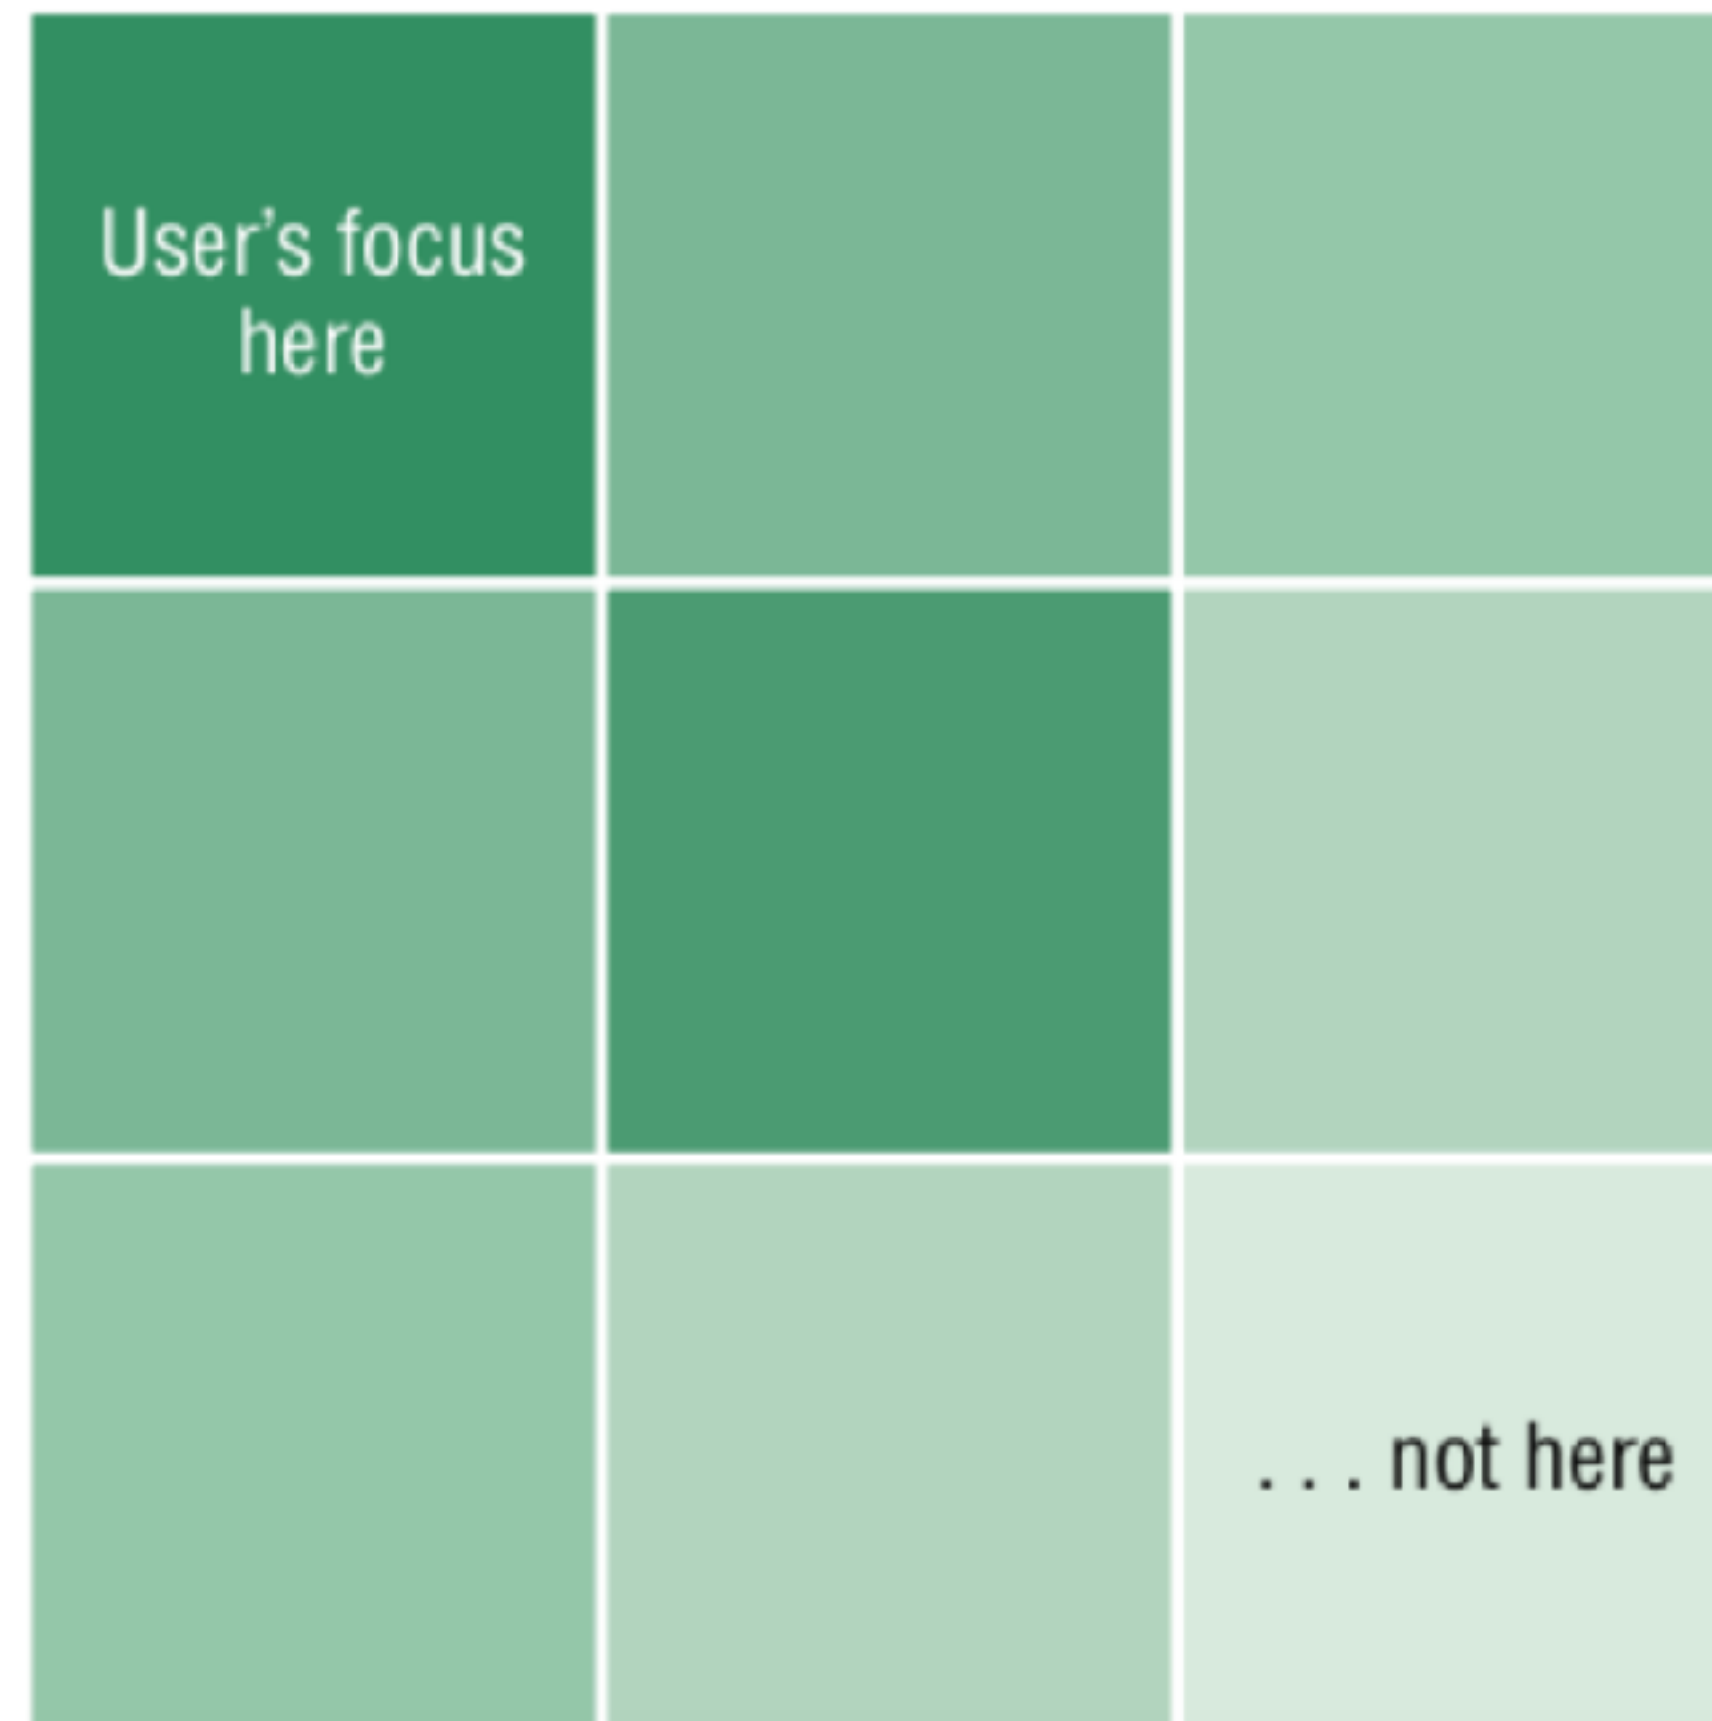 User’s focus
here
. . . not here